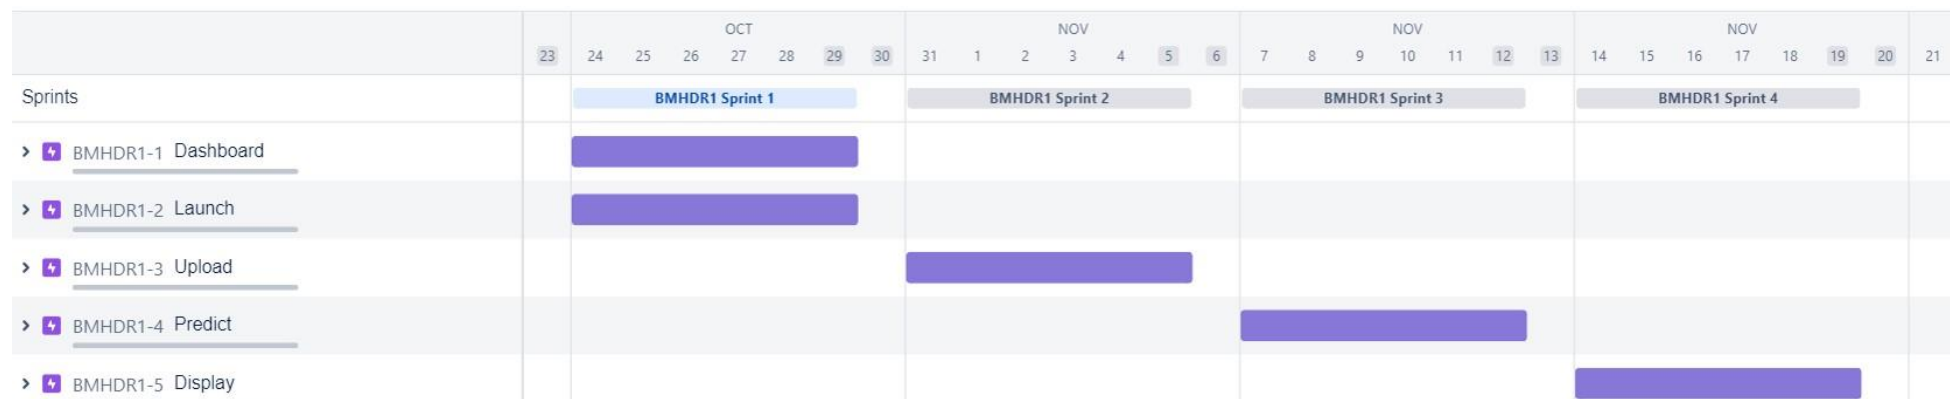 OCT NOV NOV NOV
23 24 25 26 27 28 29 30 31 1 2 3 4 5 6 7 8 9 10 11 12 13 14 15 16 17 18 19 20 21
Sprints BMHDR1 Sprint 1 BMHDR1 Sprint 2 BMHDR1 Sprint 3 BMHDR1 Sprint 4
BMHDR1-1 Dashboard
BMHDR1-2 Launch
BMHDR1-3 Upload
BMHDR1-4 Predict
BMHDR1-5 Display